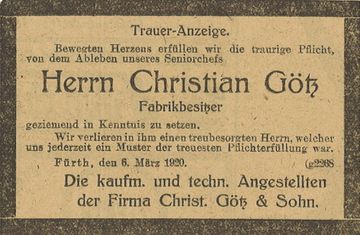 Trauer-Anzeige.
Bewegten Herzens erfüllen wir die traurige Pflicht,
von dem Ableben unseres Seniorchefs
Herrn Christian Götz
Fabrikbesitzer
geziemend in Kenntnis zu setzen.
Wir verlieren in ihm einen treubesorgten Herrn, welcher
uns jederzeit ein Muster der treuesten Pflichterfüllung war.
Fürth, den 6. März 1920. (g2268
Die kaufm. und techn. Angestellten
der Firma Christ. Götz & Sohn.